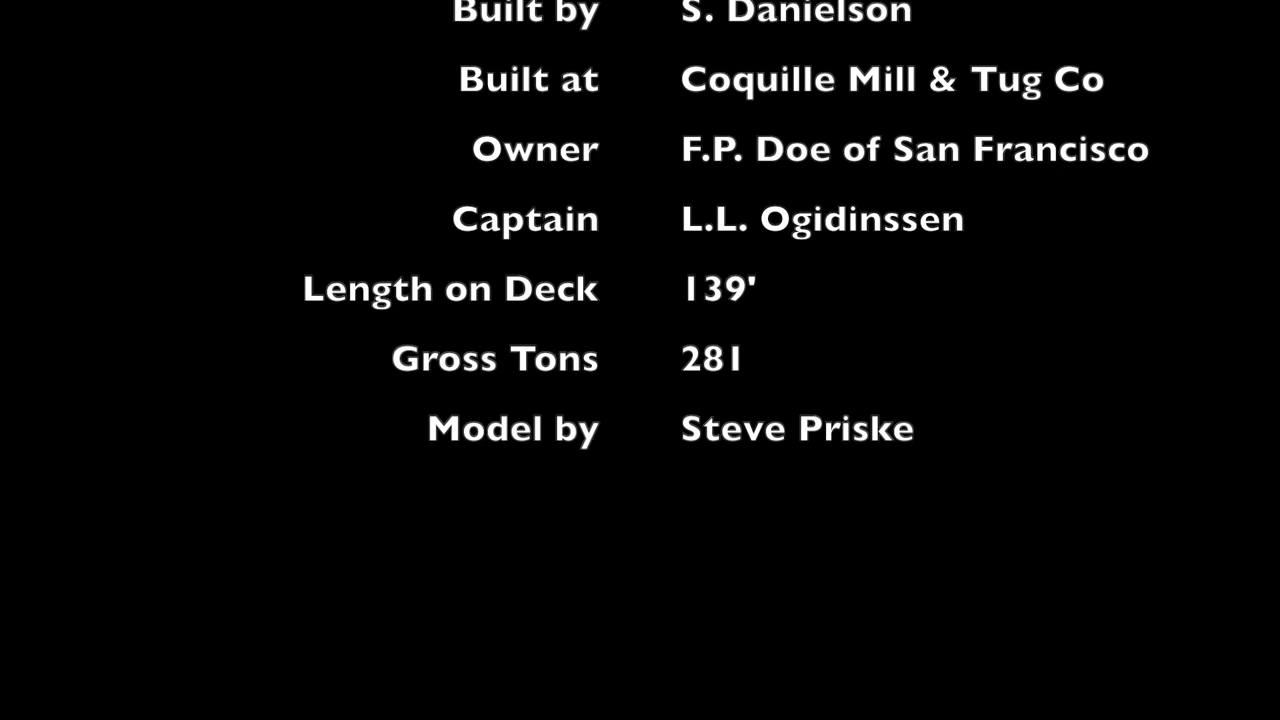 Built by S. Danielson
Built at Coquille Mill & Tug Co
Owner F.P. Doe of San Francisco
Captain L.L. Ogidinssen
Length on Deck 139'
Gross Tons 281
Model by Steve Priske